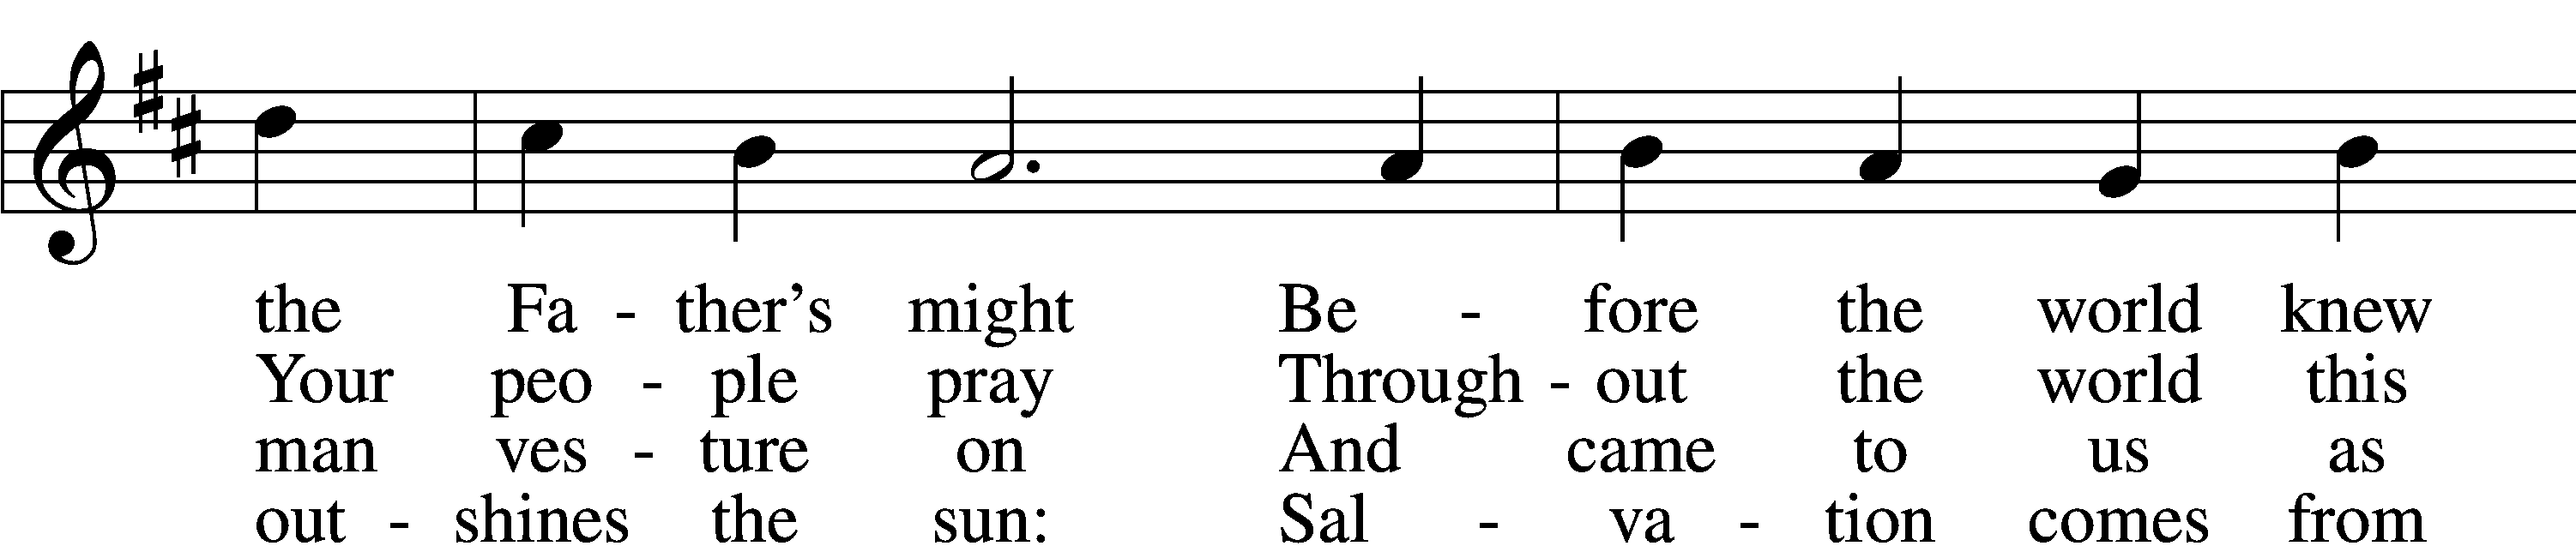 the Fa - ther’s might Be - fore the world knew
Your peo - ple pray Through - out the world this
man ves - ture on And came to us as
out - shines the sun: Sal - va - tion comes from